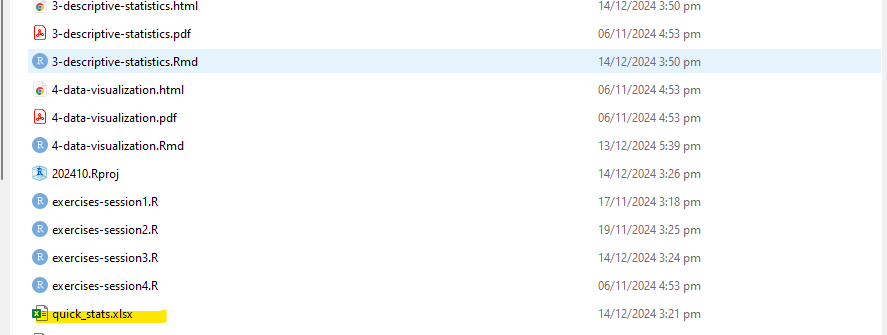 3-descriptive-statistics.html 14/12/2024 3:50 pm
3-descriptive-statistics.pdf 06/11/2024 4:53 pm
3-descriptive-statistics.Rmd 14/12/2024 3:50 pm
4-data-visualization.html 06/11/2024 4:53 pm
4-data-visualization.pdf 06/11/2024 4:53 pm
4-data-visualization.Rmd 13/12/2024 5:39 pm
202410.Rproj 14/12/2024 3:26 pm
exercises-session1.R 17/11/2024 3:18 pm
exercises-session2.R 19/11/2024 3:25 pm
exercises-session3.R 14/12/2024 3:24 pm
exercises-session4.R 06/11/2024 4:53 pm
quick_stats.xlsx 14/12/2024 3:21 pm